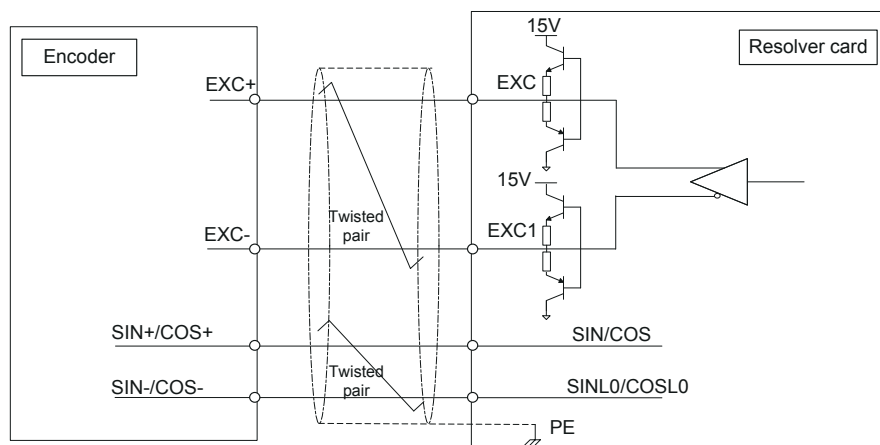 Encoder
Resolver card
15V
EXC+
EXC
15V
Twisted
pair
EXC-
EXC1
SIN+/COS+
SIN/COS
Twisted
pair
SIN-/COS-
SINL0/COSL0
PE